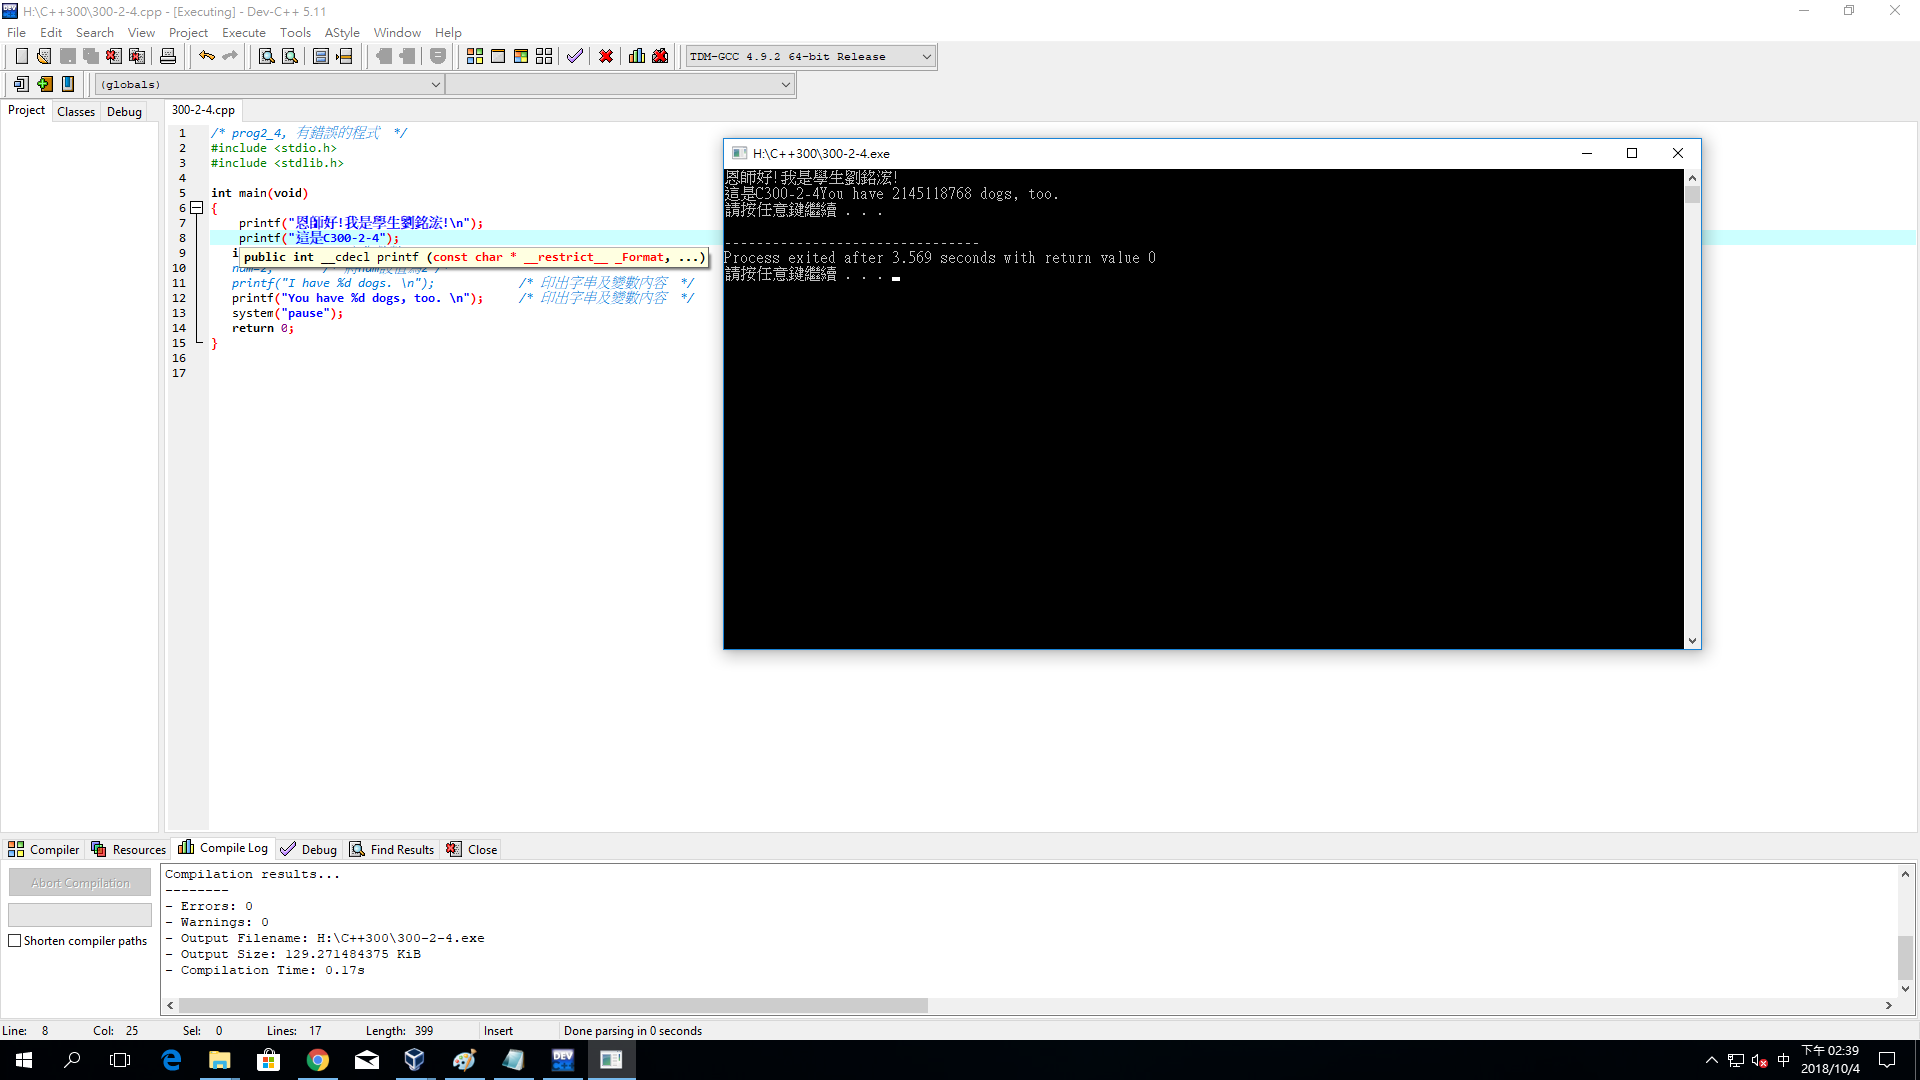 H:\C++300\300-2-4.cpp - [Executing] - Dev-C++ 5.11
File Edit Search View Project Execute Tools AStyle Window Help
TDM-GCC 4.9.2 64-bit Release
(globals)
Project Classes Debug
300-2-4.cpp
1 /* prog2_4, 有錯誤的程式 */
2 #include <stdio.h>
3 #include <stdlib.h>
4
5 int main(void)
6 {
7 printf("恩師好!我是學生劉銘浤!\n");
8 printf("這是C300-2-4");
9 i
public int __cdecl printf (const char * __restrict__ _Format, ...)
10 num=2; /* 將num設值為2 */
11 printf("I have %d dogs. \n"); /* 印出字串及變數內容 */
12 printf("You have %d dogs, too. \n"); /* 印出字串及變數內容 */
13 system("pause");
14 return 0;
15 }
16
17
H:\C++300\300-2-4.exe
恩師好!我是學生劉銘浤!
這是C300-2-4You have 2145118768 dogs, too.
請按任意鍵繼續 . . .
--------------------------------
Process exited after 3.569 seconds with return value 0
請按任意鍵繼續 . . .
Compiler Resources Compile Log Debug Find Results Close
Abort Compilation
Shorten compiler paths
Compilation results...
--------
- Errors: 0
- Warnings: 0
- Output Filename: H:\C++300\300-2-4.exe
- Output Size: 129.271484375 KiB
- Compilation Time: 0.17s
Line: 8 Col: 25 Sel: 0 Lines: 17 Length: 399 Insert Done parsing in 0 seconds
DEV
中
下午 02:39
2018/10/4